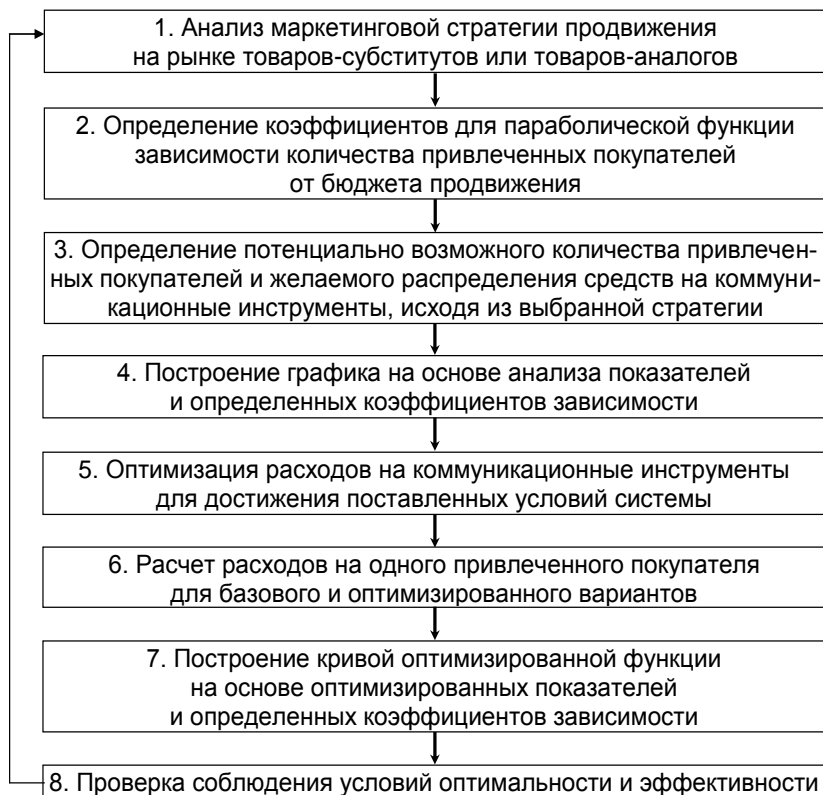 1. Анализ маркетинговой стратегии продвижения
на рынке товаров-субститутов или товаров-аналогов
2. Определение коэффициентов для параболической функции
зависимости количества привлеченных покупателей
от бюджета продвижения
3. Определение потенциально возможного количества привлечен-
ных покупателей и желаемого распределения средств на коммуни-
кационные инструменты, исходя из выбранной стратегии
4. Построение графика на основе анализа показателей
и определенных коэффициентов зависимости
5. Оптимизация расходов на коммуникационные инструменты
для достижения поставленных условий системы
6. Расчет расходов на одного привлеченного покупателя
для базового и оптимизированного вариантов
7. Построение кривой оптимизированной функции
на основе оптимизированных показателей
и определенных коэффициентов зависимости
8. Проверка соблюдения условий оптимальности и эффективности